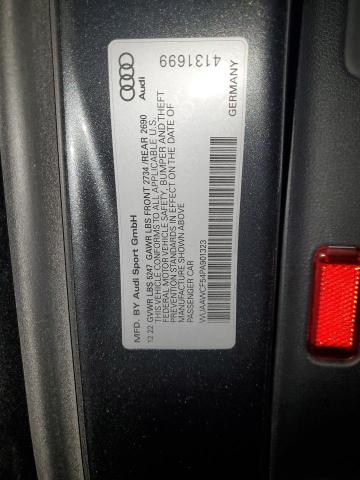 MFD. BY Audi Sport GmbH
12.22 GVWR LBS 5247 GAWR LBS FRONT 2734 /REAR 2690
THIS VEHICLE CONFORMS TO ALL APPLICABLE U.S.
FEDERAL MOTOR VEHICLE SAFETY, BUMPER AND THEFT
PREVENTION STANDARDS IN EFFECT ON THE DATE OF
MANUFACTURE SHOWN ABOVE
PASSENGER CAR
WUAAWCF54PA901323
Audi
4131699
GERMANY